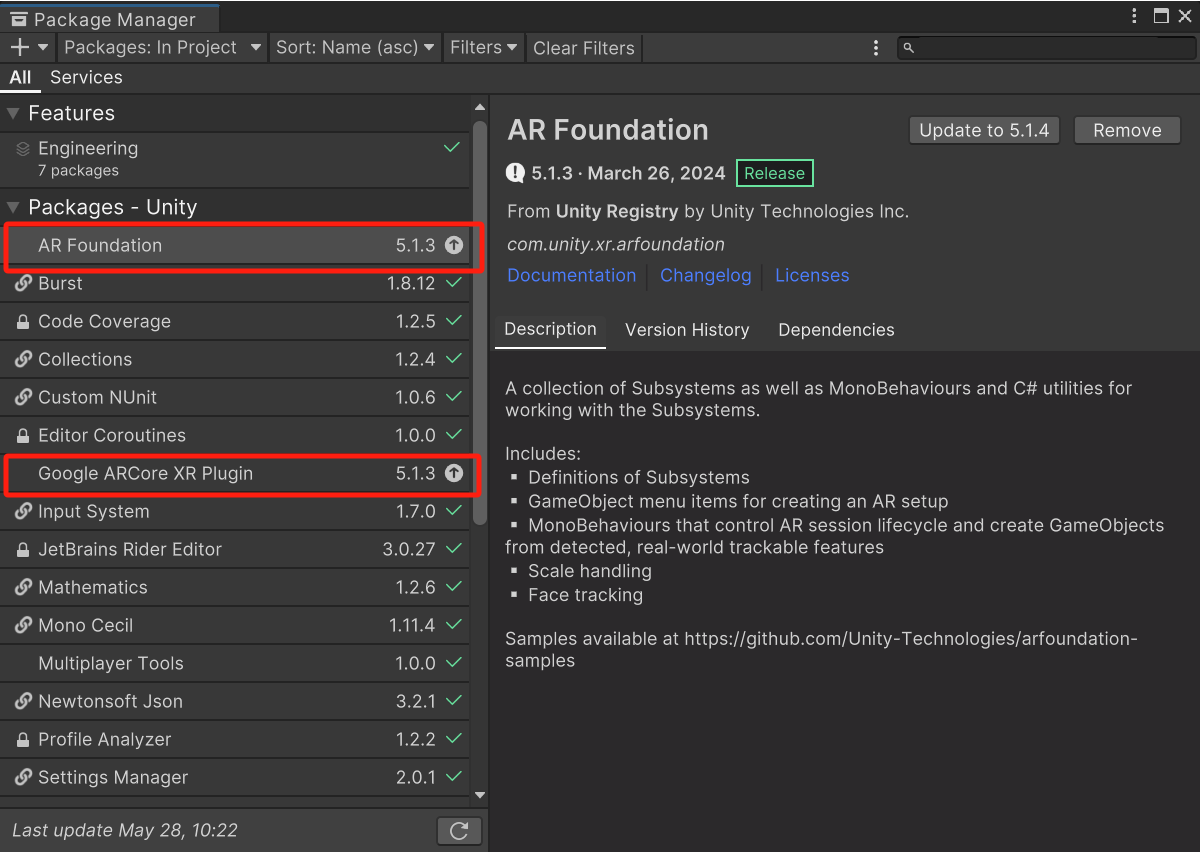 Package Manager
Packages: In Project Sort: Name (asc) Filters Clear Filters
All Services
Features
Engineering
7 packages
Packages - Unity
AR Foundation 5.1.3
Burst 1.8.12
Code Coverage 1.2.5
Collections 1.2.4
Custom NUnit 1.0.6
Editor Coroutines 1.0.0
Google ARCore XR Plugin 5.1.3
Input System 1.7.0
JetBrains Rider Editor 3.0.27
Mathematics 1.2.6
Mono Cecil 1.11.4
Multiplayer Tools 1.0.0
Newtonsoft Json 3.2.1
Profile Analyzer 1.2.2
Settings Manager 2.0.1
Last update May 28, 10:22
AR Foundation
Update to 5.1.4 Remove
5.1.3 · March 26, 2024 Release
From Unity Registry by Unity Technologies Inc.
com.unity.xr.arfoundation
Documentation Changelog Licenses
Description Version History Dependencies
A collection of Subsystems as well as MonoBehaviours and C# utilities for
working with the Subsystems.
Includes:
▪ Definitions of Subsystems
▪ GameObject menu items for creating an AR setup
▪ MonoBehaviours that control AR session lifecycle and create GameObjects
from detected, real-world trackable features
▪ Scale handling
▪ Face tracking
Samples available at https://github.com/Unity-Technologies/arfoundation-
samples